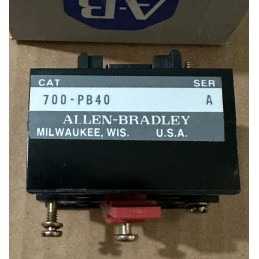 A-B
CAT SER
700-PB40 A
ALLEN-BRADLEY
MILWAUKEE, WIS. U.S.A.